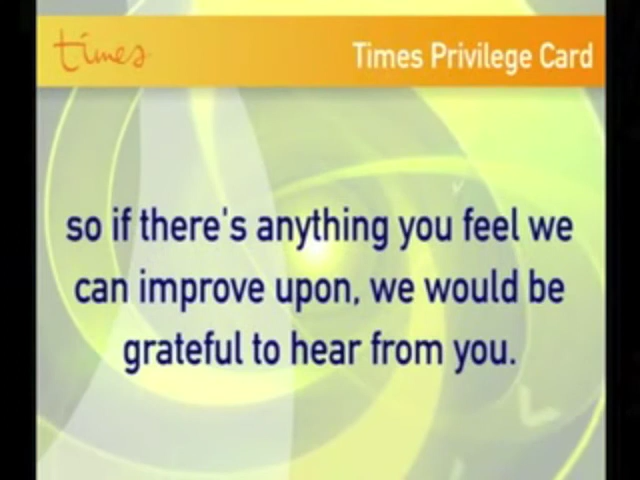 times
Times Privilege Card
so if there's anything you feel we
can improve upon, we would be
grateful to hear from you.